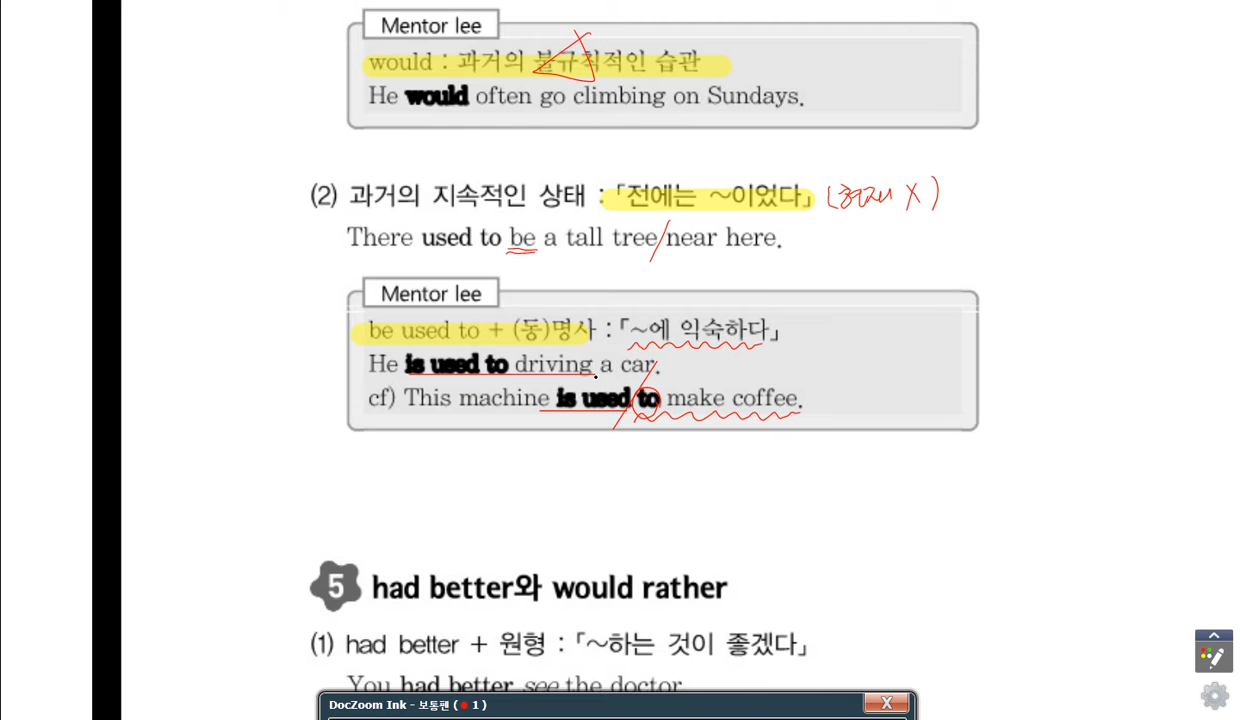 Mentor lee
would : 과거의 불규칙적인 습관
He would often go climbing on Sundays.
(2) 과거의 지속적인 상태 : 「전에는 ~이었다」 (현재 X)
There used to be a tall tree/near here.
Mentor lee
be used to + (동)명사 : 「~에 익숙하다」
He is used to driving a car.
cf) This machine is used to make coffee.
5 had better와 would rather
(1) had better + 원형 : 「~하는 것이 좋겠다」
You had better see the doctor
DocZoom Ink - 보통펜 ( 1 )